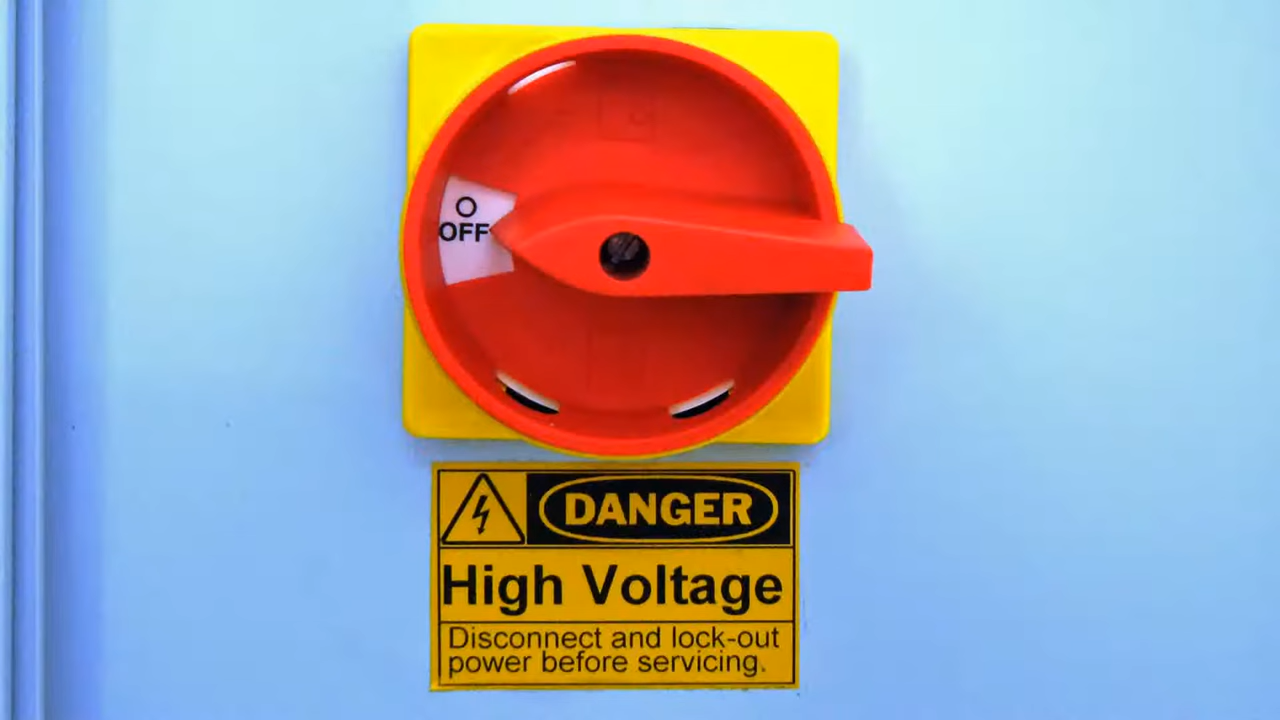 O
OFF
DANGER
High Voltage
Disconnect and lock-out
power before servicing.